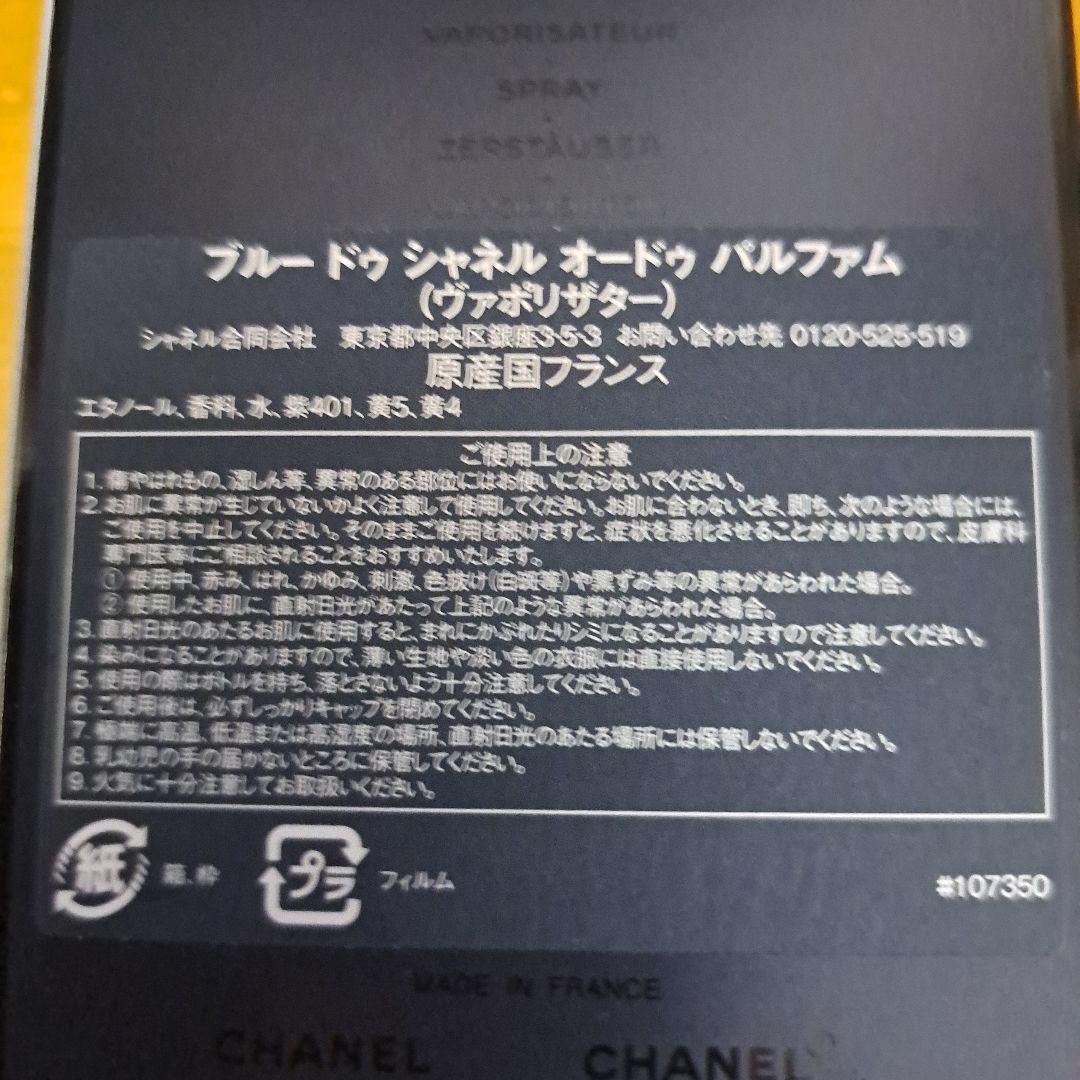 VAPORISATEUR
SPRAY
ZERSTÄUBER
ブルー ドゥ シャネル オードゥ パルファム
(ヴァポリザター)
シャネル合同会社 東京都中央区銀座3-5-3 お問い合わせ先 0120-525-519
原産国フランス
エタノール、香料、水、紫401、黄5、黄4
ご使用上の注意
1. 傷やはれもの、湿しん等、異常のある部位にはお使いにならないでください。
2. お肌に異常が生じていないかよく注意して使用してください。お肌に合わないとき、即ち、次のような場合には、
ご使用を中止してください。そのままご使用を続けますと、症状を悪化させることがありますので、皮膚科
専門医等にご相談されることをおすすめいたします。
① 使用中、赤み、はれ、かゆみ、刺激、色抜け(白斑等)や黒ずみ等の異常があらわれた場合。
② 使用したお肌に、直射日光があたって上記のような異常があらわれた場合。
3. 直射日光のあたるお肌に使用すると、まれにかぶれたりシミになることがありますので注意してください。
4. 染みになることがありますので、薄い生地や淡い色の衣服には直接使用しないでください。
5. 使用の際はボトルを持ち、落とさないよう十分注意してください。
6. ご使用後は、必ずしっかりキャップを閉めてください。
7. 極端に高温、低温または高湿度の場所、直射日光のあたる場所には保管しないでください。
8. 乳幼児の手の届かないところに保管してください。
9. 火気に十分注意してお取扱いください。
紙 箱、枠 プラ フィルム #107350
MADE IN FRANCE
CHANEL CHANEL